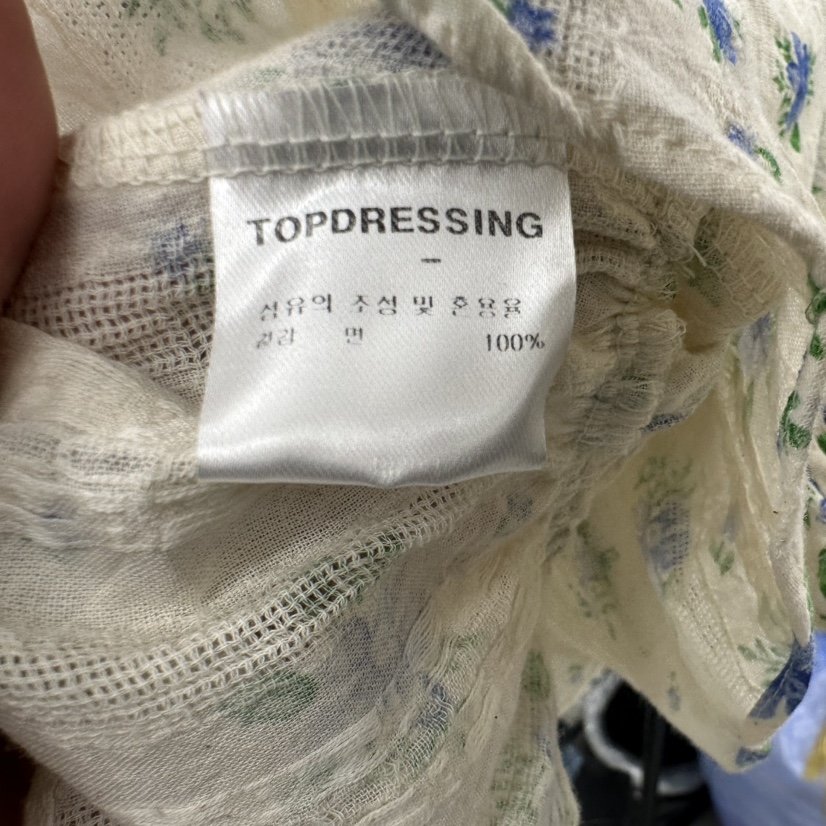 TOPDRESSING
-
섬유의 조성 및 혼용율
겉감 면 100%